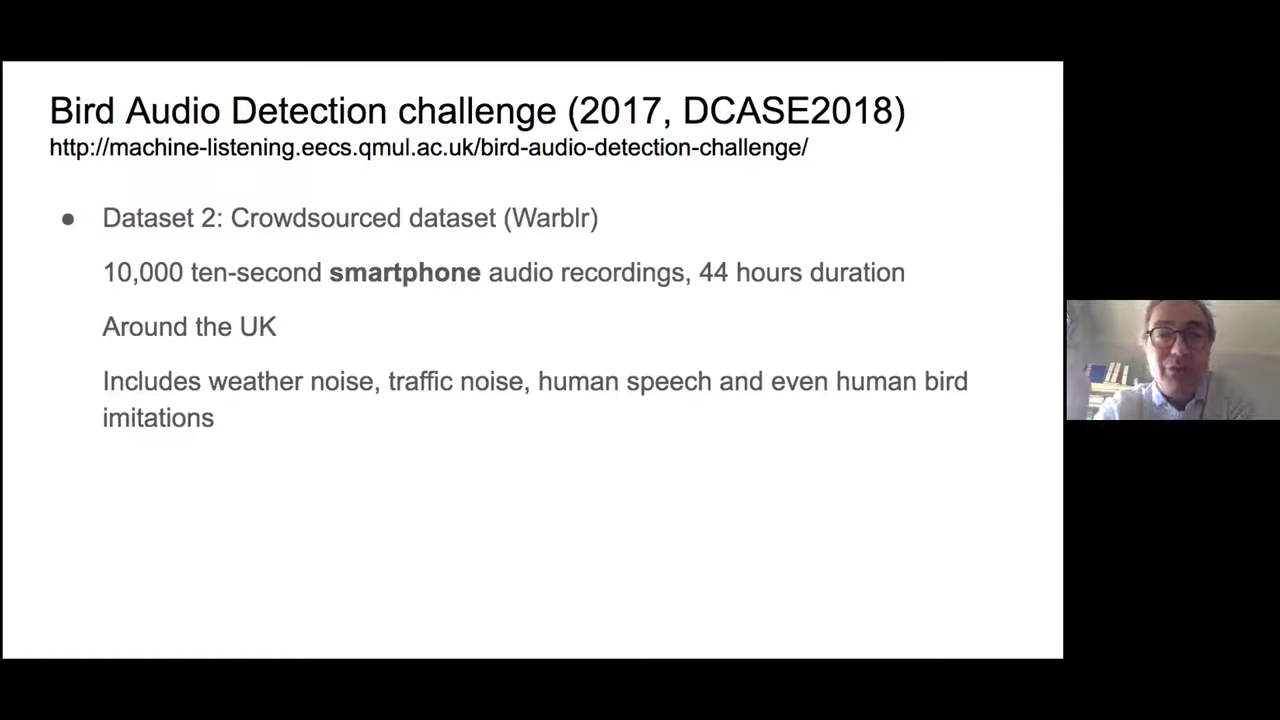 Bird Audio Detection challenge (2017, DCASE2018)
http://machine-listening.eecs.qmul.ac.uk/bird-audio-detection-challenge/
● Dataset 2: Crowdsourced dataset (Warblr)
10,000 ten-second smartphone audio recordings, 44 hours duration
Around the UK
Includes weather noise, traffic noise, human speech and even human bird
imitations